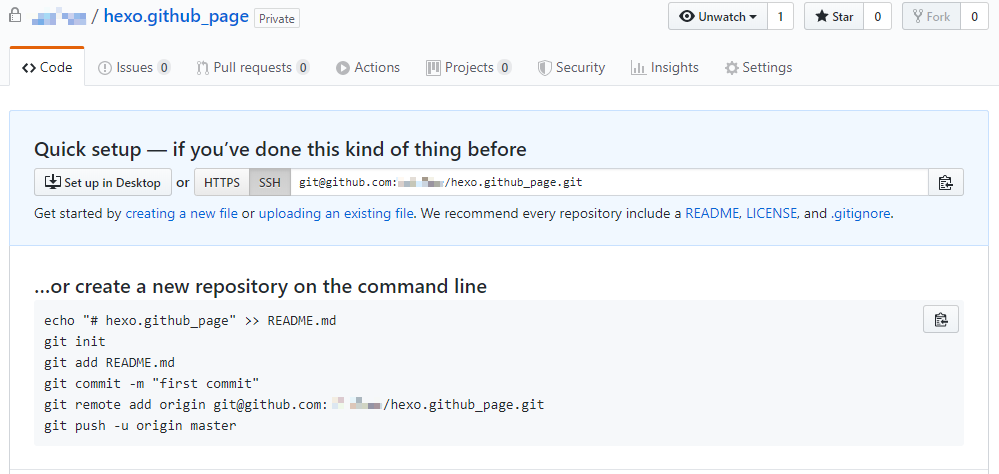 / hexo.github_page Private
Unwatch 1 Star 0 Fork 0
Code Issues 0 Pull requests 0 Actions Projects 0 Security Insights Settings
Quick setup — if you’ve done this kind of thing before
Set up in Desktop or HTTPS SSH git@github.com: /hexo.github_page.git
Get started by creating a new file or uploading an existing file. We recommend every repository include a README, LICENSE, and .gitignore.
…or create a new repository on the command line
echo "# hexo.github_page" >> README.md
git init
git add README.md
git commit -m "first commit"
git remote add origin git@github.com: /hexo.github_page.git
git push -u origin master